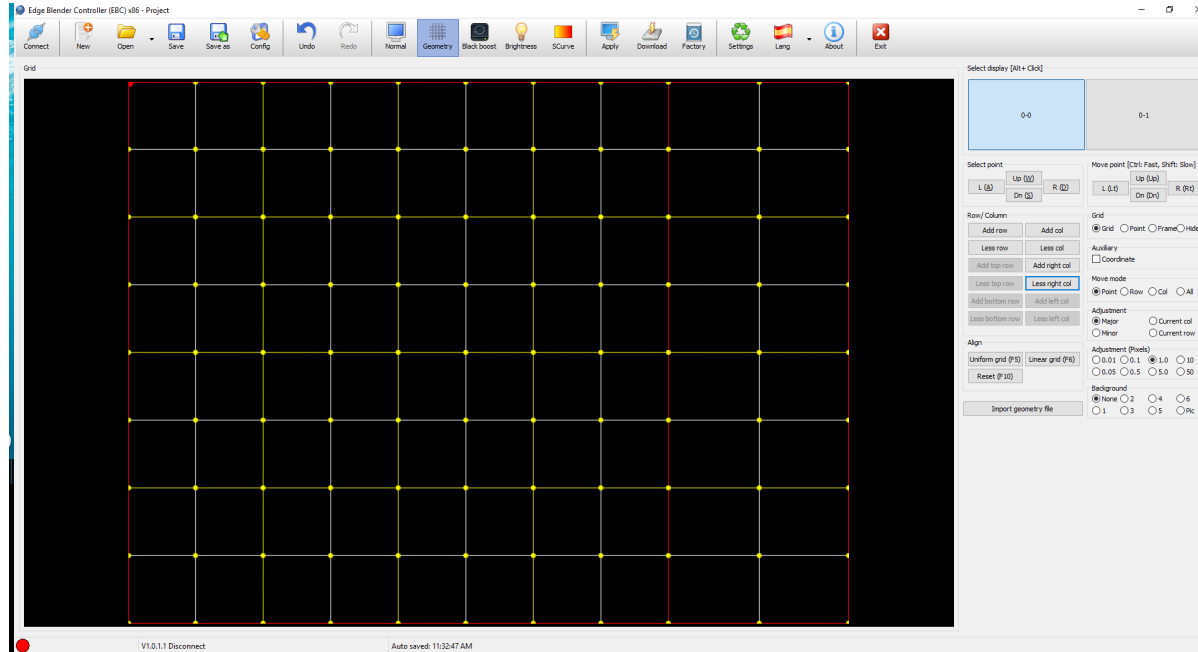 Edge Blender Controller (EBC) x86 - Project
Connect New Open Save Save as Config Undo Redo Normal Geometry Black boost Brightness SCurve Apply Download Factory Settings Lang About Exit
Grid
Select display [Alt+ Click]
0-0 0-1
Select point
Up (W)
L (A) R (D)
Dn (S)
Move point [Ctrl: Fast, Shift: Slow]
Up (Up)
L (Lt) R (Rt)
Dn (Dn)
Row/ Column
Add row Add col
Less row Less col
Add top row Add right col
Less top row Less right col
Add bottom row Add left col
Less bottom row Less left col
Grid
Grid Point Frame Hide
Auxiliary
Coordinate
Move mode
Point Row Col All
Adjustment
Major Current col
Minor Current row
Align
Uniform grid (F5) Linear grid (F6)
Reset (F10)
Adjustment (Pixels)
0.01 0.1 1.0 10
0.05 0.5 5.0 50
Background
None 2 4 6
1 3 5 Pic
Import geometry file
V1.0.1.1 Disconnect
Auto saved: 11:32:47 AM